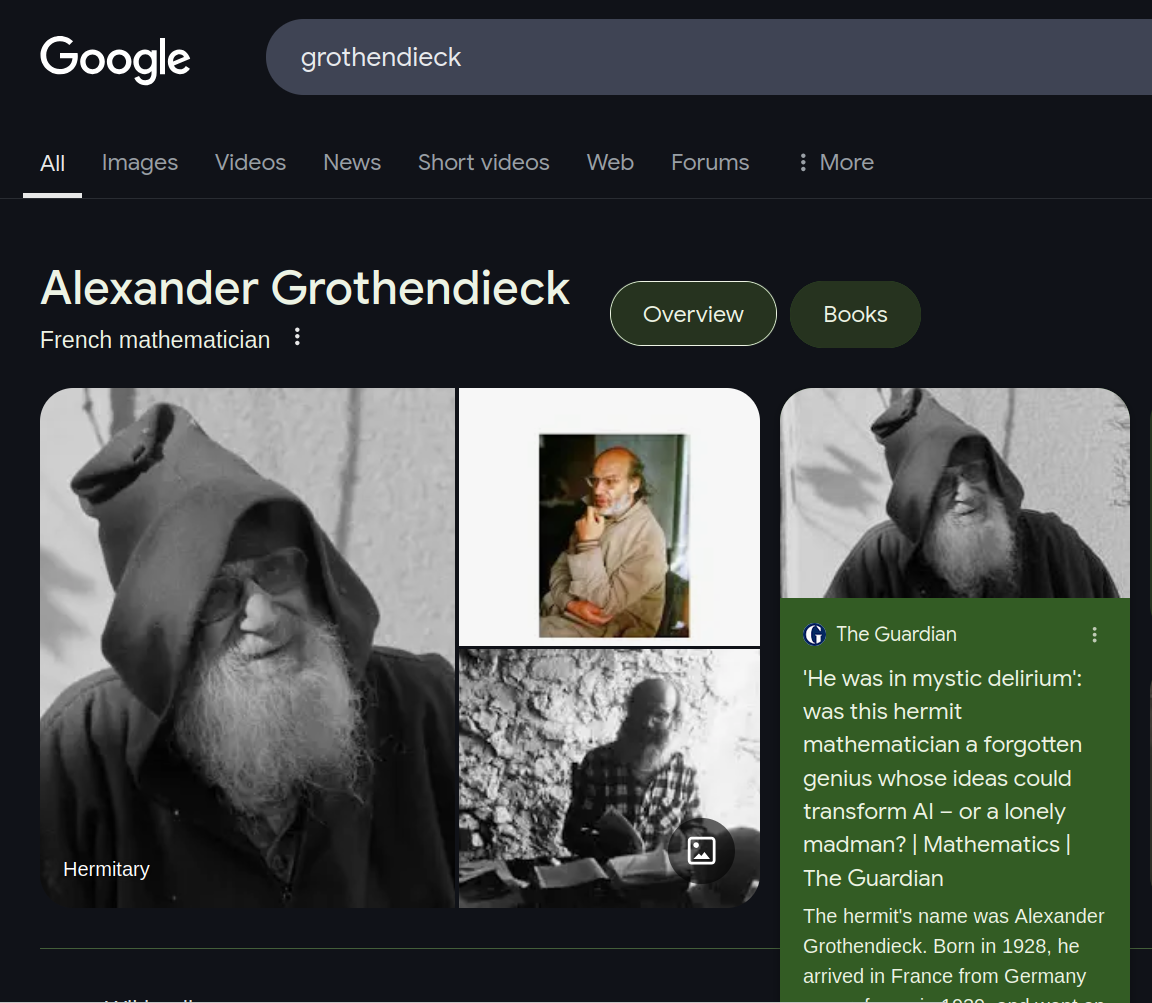 Google
grothendieck
All Images Videos News Short videos Web Forums More
Alexander Grothendieck
French mathematician
Overview
Books
Hermitary
The Guardian
'He was in mystic delirium':
was this hermit
mathematician a forgotten
genius whose ideas could
transform AI – or a lonely
madman? | Mathematics |
The Guardian
The hermit's name was Alexander
Grothendieck. Born in 1928, he
arrived in France from Germany